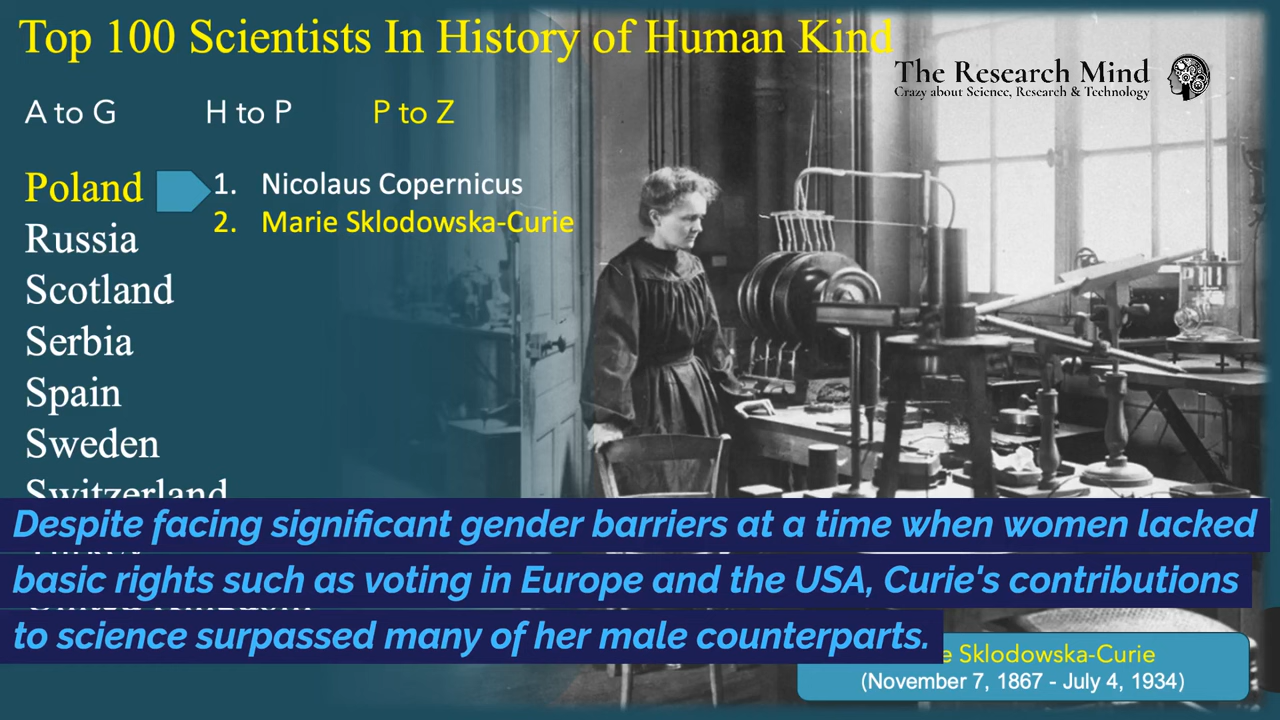 Top 100 Scientists In History of Human Kind
The Research Mind
Crazy about Science, Research & Technology
A to G H to P P to Z
Poland
1. Nicolaus Copernicus
2. Marie Sklodowska-Curie
Russia
Scotland
Serbia
Spain
Sweden
Switzerland
Despite facing significant gender barriers at a time when women lacked
basic rights such as voting in Europe and the USA, Curie's contributions
to science surpassed many of her male counterparts.
Sklodowska-Curie
(November 7, 1867 - July 4, 1934)